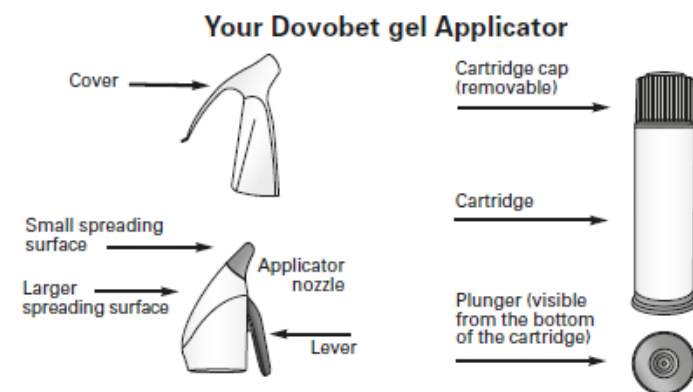 Your Dovobet gel Applicator
Cover
Cartridge cap
(removable)
Cartridge
Small spreading
surface
Applicator
nozzle
Larger
spreading surface
Lever
Plunger (visible
from the bottom
of the cartridge)